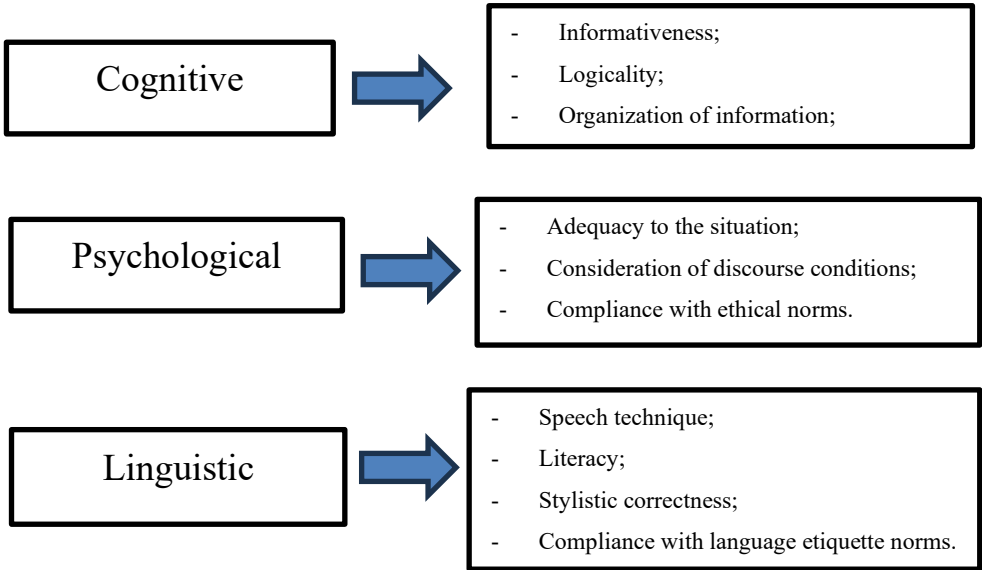 Cognitive
- Informativeness;
- Logicality;
- Organization of information;
Psychological
- Adequacy to the situation;
- Consideration of discourse conditions;
- Compliance with ethical norms.
Linguistic
- Speech technique;
- Literacy;
- Stylistic correctness;
- Compliance with language etiquette norms.